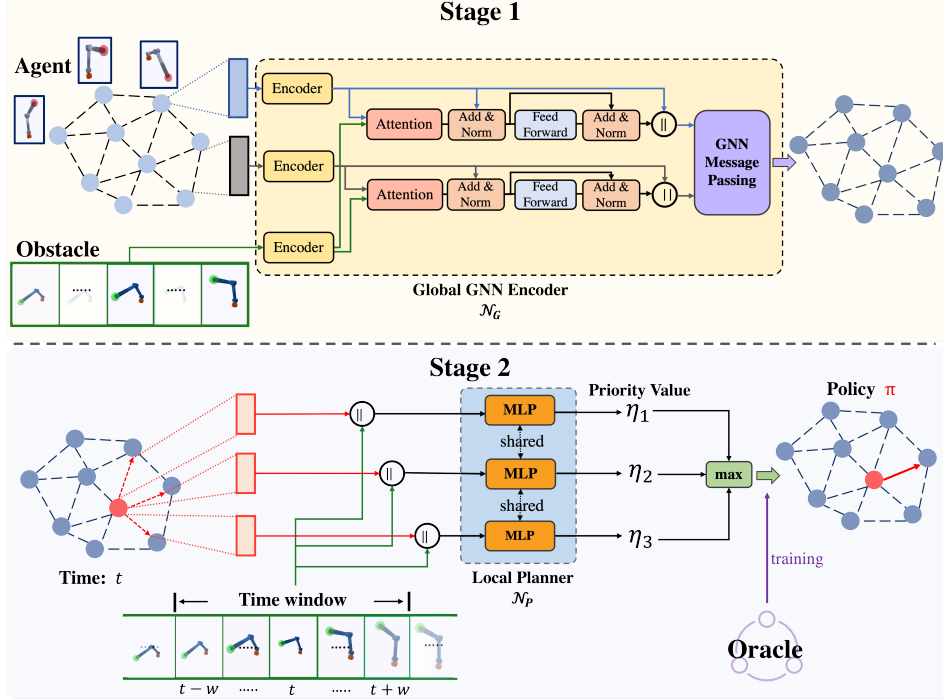 Stage 1
Agent
Encoder
Attention
Add &
Norm
Feed
Forward
Add &
Norm
||
GNN
Message
Passing
Encoder
Attention
Add &
Norm
Feed
Forward
Add &
Norm
||
Encoder
Obstacle
......
......
Global GNN Encoder
𝒩_G
Stage 2
Priority Value
Policy π
||
MLP
η₁
shared
||
MLP
η₂
max
shared
||
MLP
η₃
training
Time: t
Local Planner
𝒩_P
Time window
Oracle
......
......
......
......
t − w ..... t ..... t + w